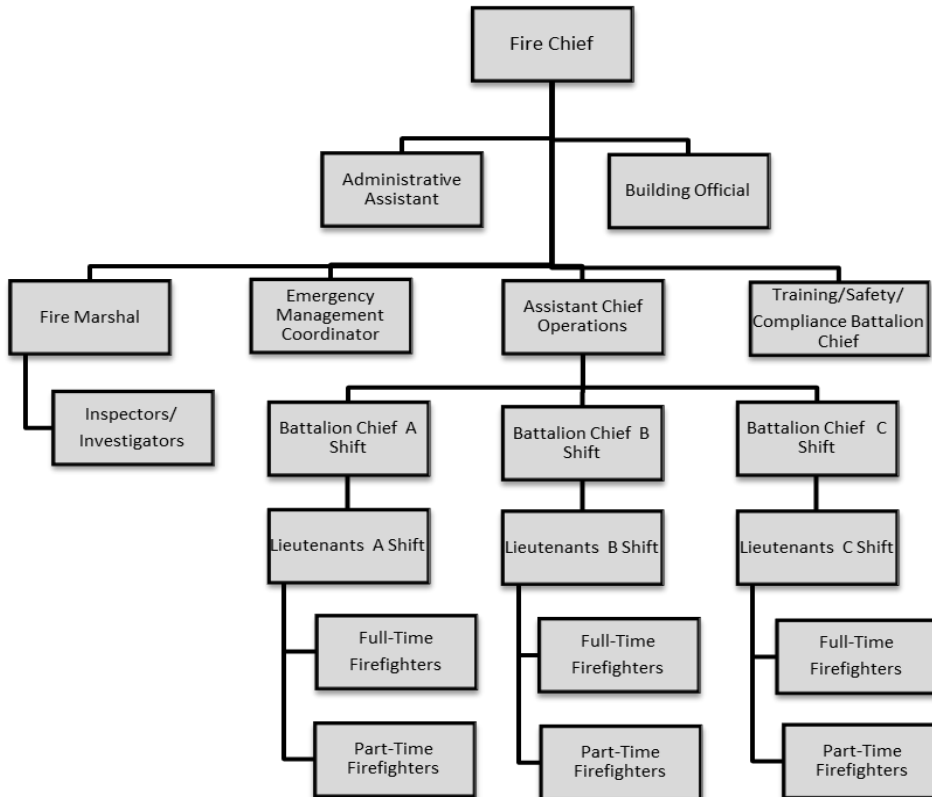 Fire Chief
Administrative
Assistant
Building Official
Fire Marshal
Emergency
Management
Coordinator
Assistant Chief
Operations
Training/Safety/
Compliance Battalion
Chief
Inspectors/
Investigators
Battalion Chief A
Shift
Battalion Chief B
Shift
Battalion Chief C
Shift
Lieutenants A Shift
Lieutenants B Shift
Lieutenants C Shift
Full-Time
Firefighters
Full-Time
Firefighters
Full-Time
Firefighters
Part-Time
Firefighters
Part-Time
Firefighters
Part-Time
Firefighters